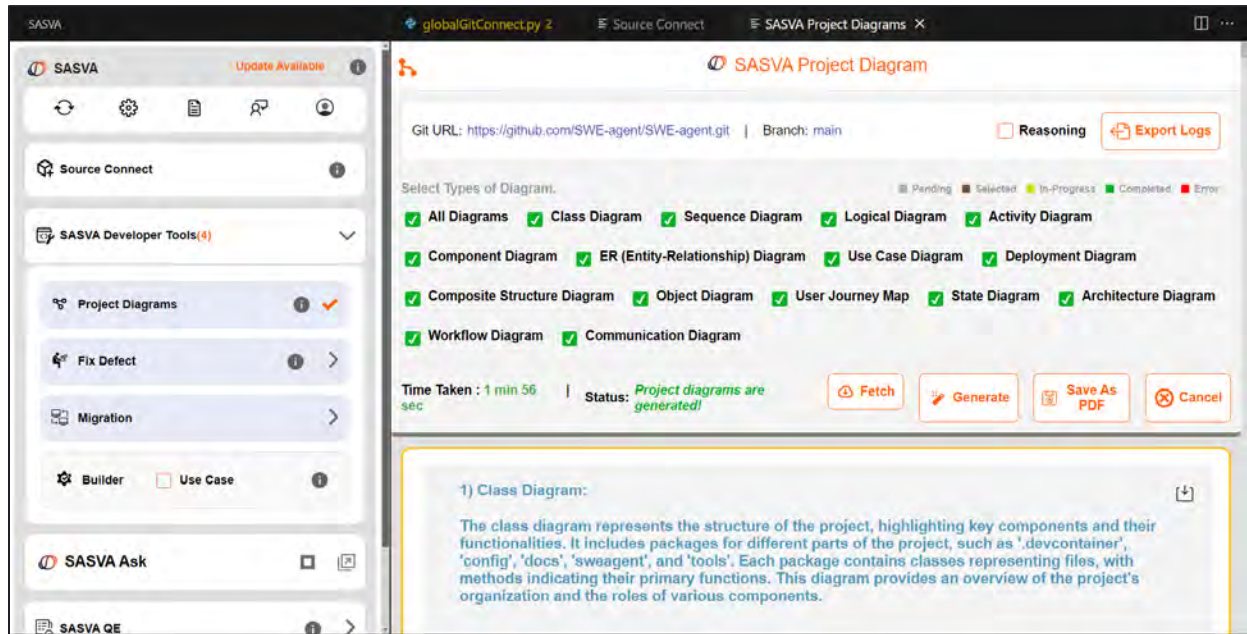 SASVA
globalGitConnect.py 2
Source Connect
SASVA Project Diagrams
SASVA
Update Available
Source Connect
SASVA Developer Tools(4)
Project Diagrams
Fix Defect
Migration
Builder
Use Case
SASVA Ask
SASVA QE
SASVA Project Diagram
Git URL: https://github.com/SWE-agent/SWE-agent.git | Branch: main
Reasoning
Export Logs
Select Types of Diagram.
Pending Selected In-Progress Completed Error
All Diagrams Class Diagram Sequence Diagram Logical Diagram Activity Diagram
Component Diagram ER (Entity-Relationship) Diagram Use Case Diagram Deployment Diagram
Composite Structure Diagram Object Diagram User Journey Map State Diagram Architecture Diagram
Workflow Diagram Communication Diagram
Time Taken : 1 min 56
sec
|
Status: Project diagrams are
generated!
Fetch
Generate
Save As
PDF
Cancel
1) Class Diagram:
The class diagram represents the structure of the project, highlighting key components and their
functionalities. It includes packages for different parts of the project, such as '.devcontainer',
'config', 'docs', 'sweagent', and 'tools'. Each package contains classes representing files, with
methods indicating their primary functions. This diagram provides an overview of the project's
organization and the roles of various components.